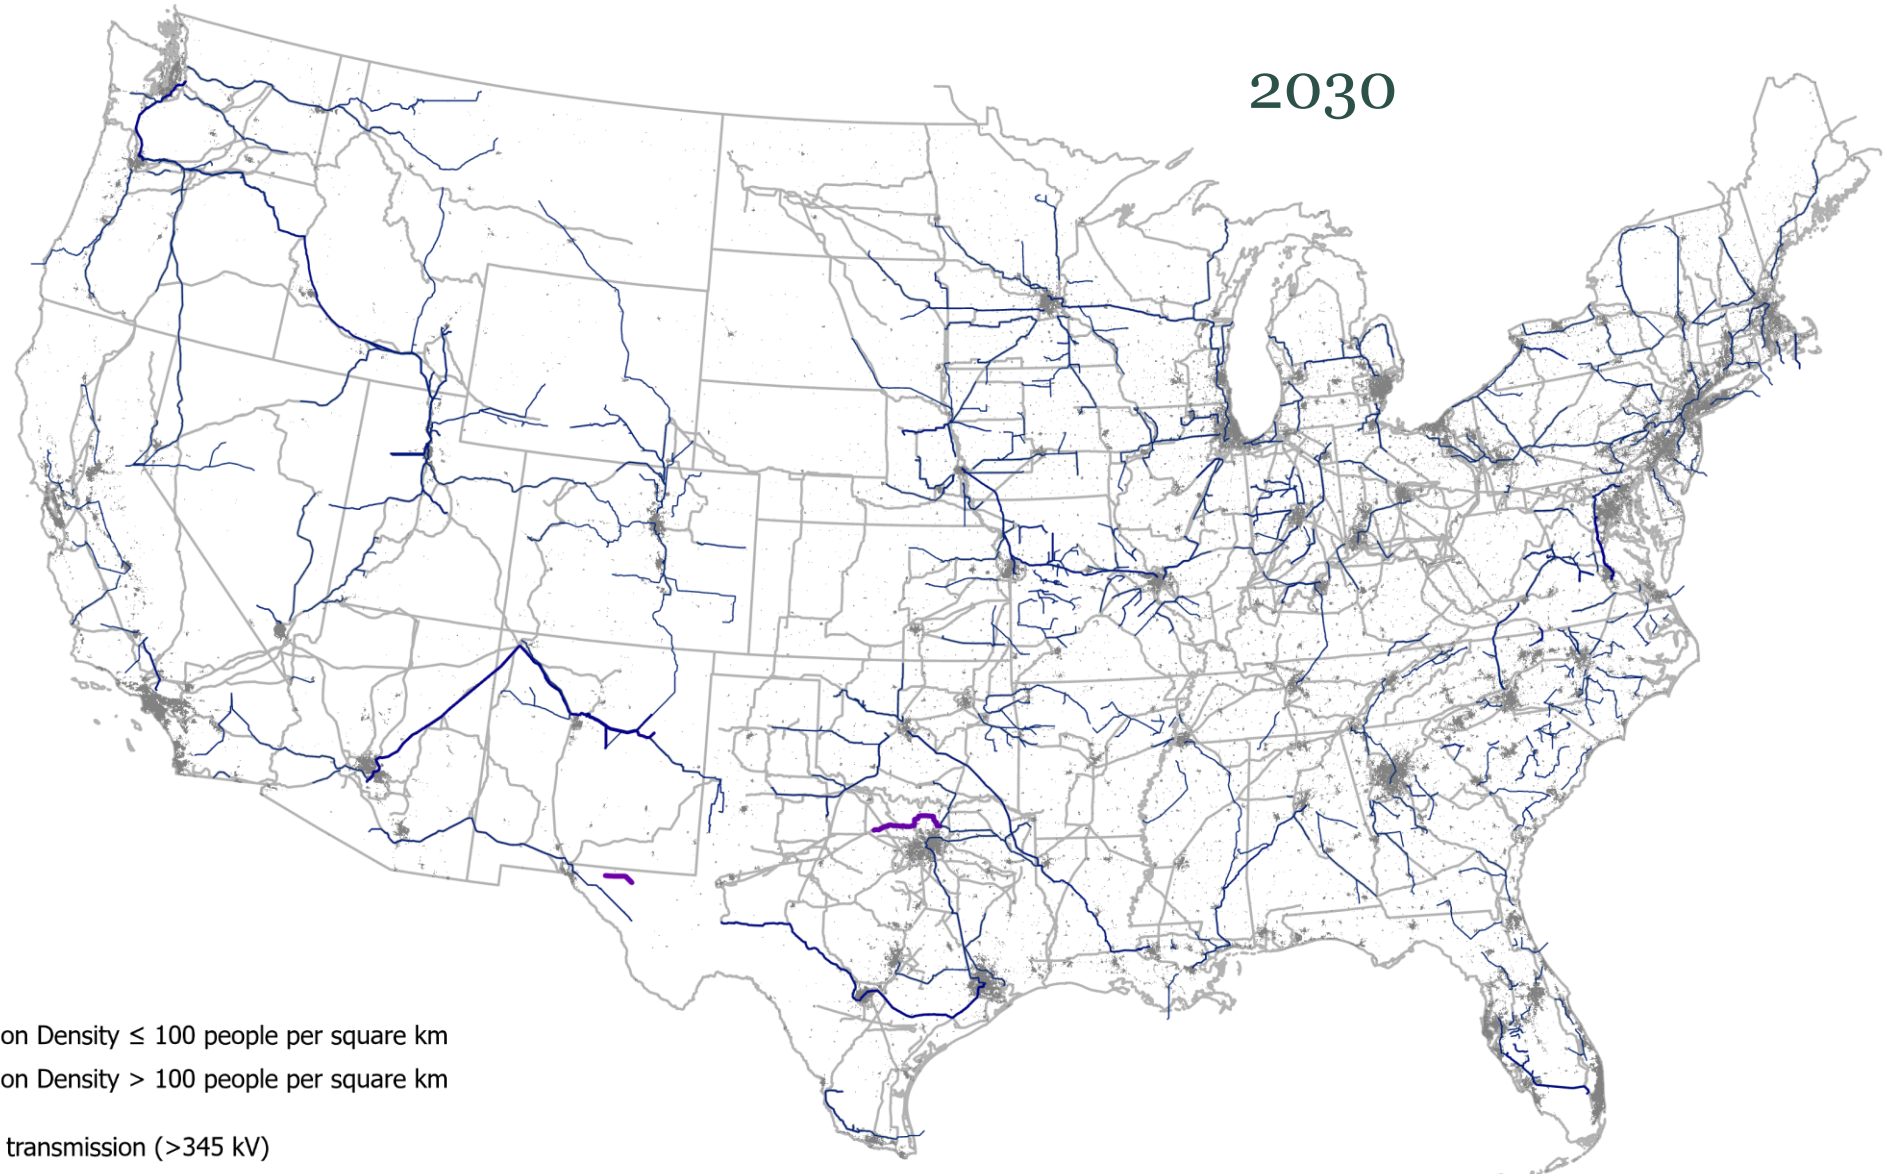 2030
on Density ≤ 100 people per square km
on Density > 100 people per square km
transmission (>345 kV)